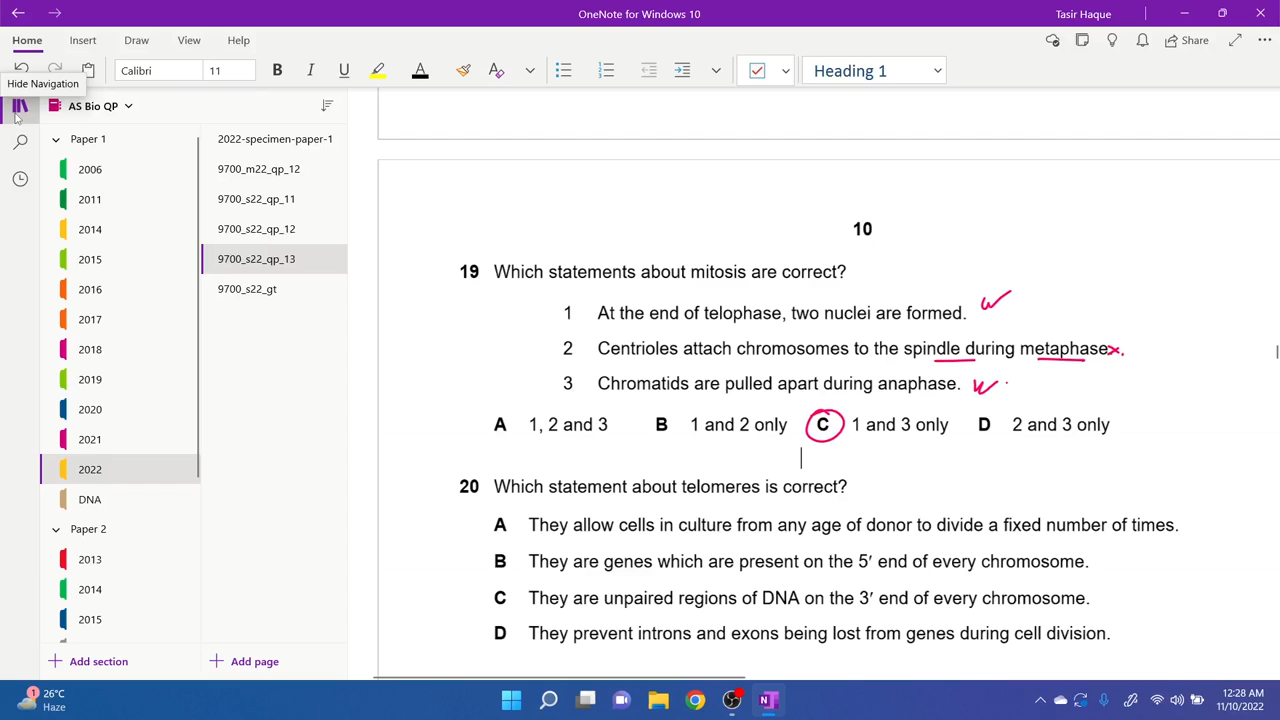 OneNote for Windows 10
Tasir Haque
Home
Insert
Draw
View
Help
Share
Calibri
11
B
I
U
A
A
Heading 1
Hide Navigation
AS Bio QP
Paper 1
2006
2011
2014
2015
2016
2017
2018
2019
2020
2021
2022
DNA
Paper 2
2013
2014
2015
Add section
2022-specimen-paper-1
9700_m22_qp_12
9700_s22_qp_11
9700_s22_qp_12
9700_s22_qp_13
9700_s22_gt
Add page
10
19 Which statements about mitosis are correct?
1 At the end of telophase, two nuclei are formed.
2 Centrioles attach chromosomes to the spindle during metaphase
3 Chromatids are pulled apart during anaphase.
A 1, 2 and 3 B 1 and 2 only C 1 and 3 only D 2 and 3 only
20 Which statement about telomeres is correct?
A They allow cells in culture from any age of donor to divide a fixed number of times.
B They are genes which are present on the 5′ end of every chromosome.
C They are unpaired regions of DNA on the 3′ end of every chromosome.
D They prevent introns and exons being lost from genes during cell division.
1
26°C
Haze
N
12:28 AM
11/10/2022